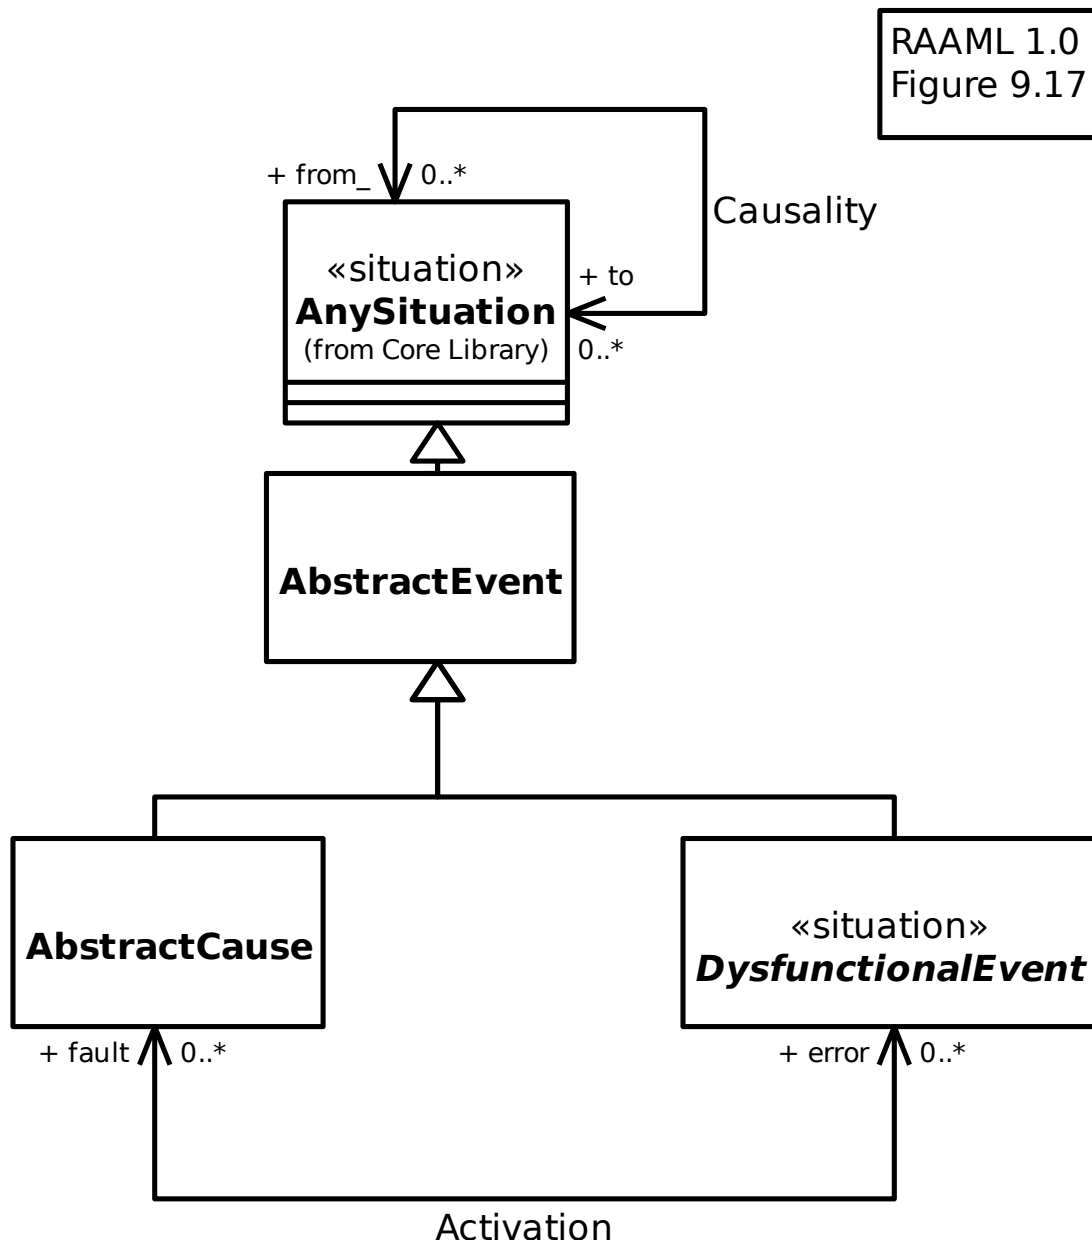 RAAML 1.0
Figure 9.17
+ from_ 0..*
Causality
«situation»
AnySituation
(from Core Library)
+ to
0..*
AbstractEvent
AbstractCause
«situation»
DysfunctionalEvent
+ fault 0..*
+ error 0..*
Activation